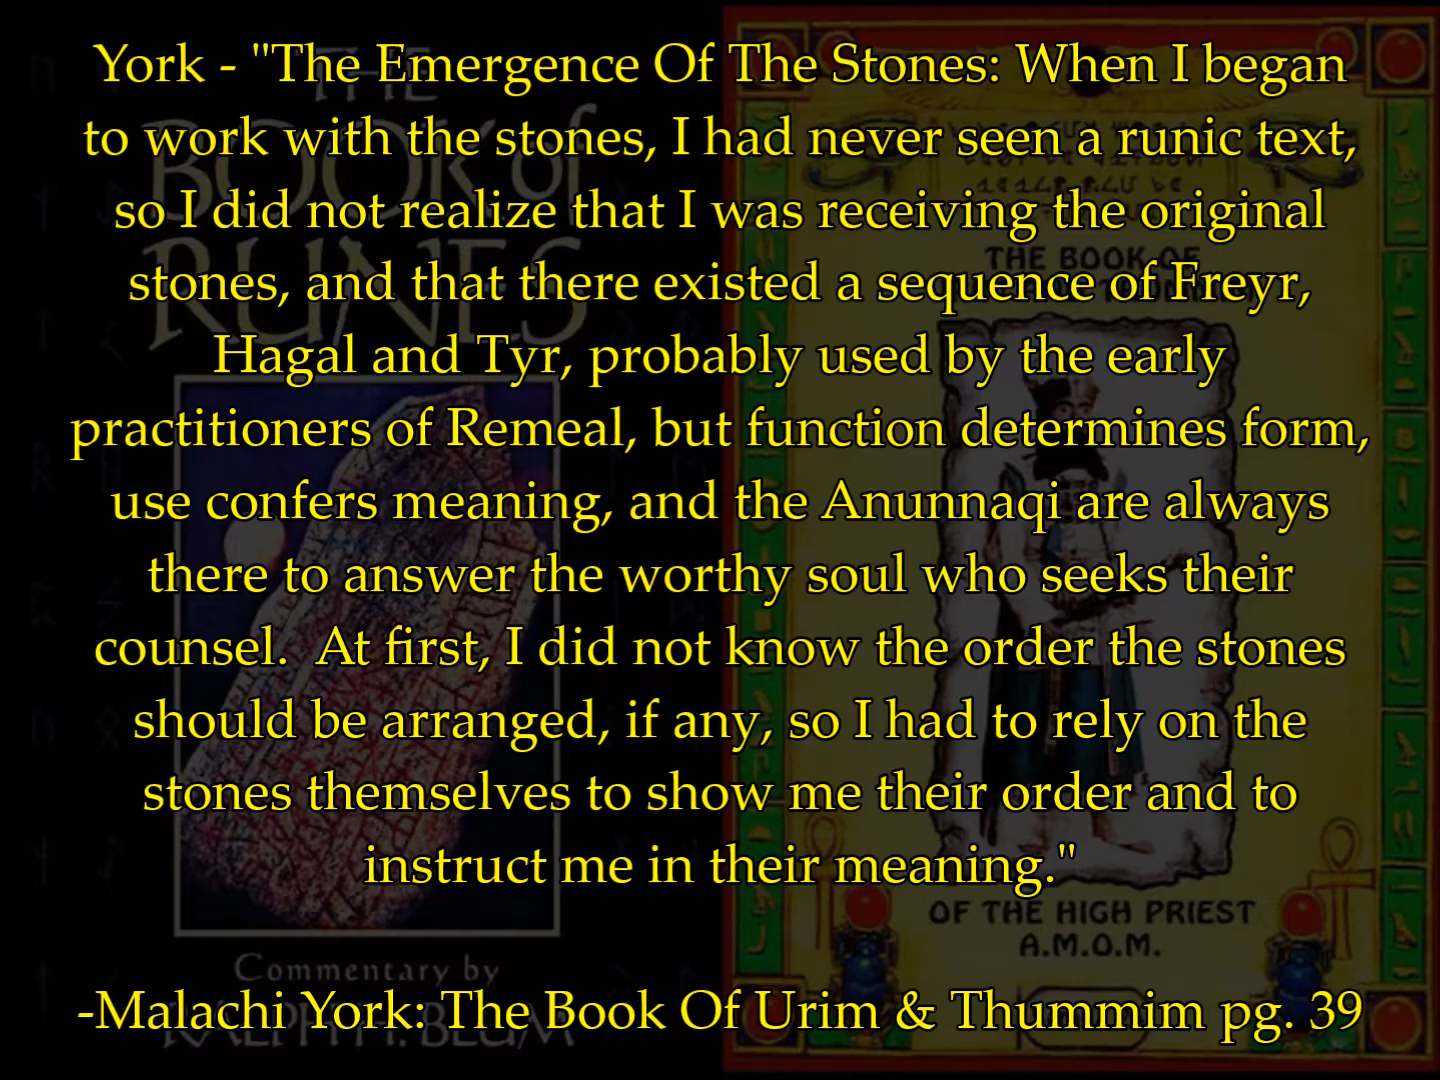 York - "The Emergence Of The Stones: When I began
to work with the stones, I had never seen a runic text,
so I did not realize that I was receiving the original
stones, and that there existed a sequence of Freyr,
Hagal and Tyr, probably used by the early
practitioners of Remeal, but function determines form,
use confers meaning, and the Anunnaqi are always
there to answer the worthy soul who seeks their
counsel.  At first, I did not know the order the stones
should be arranged, if any, so I had to rely on the
stones themselves to show me their order and to
instruct me in their meaning."
-Malachi York: The Book Of Urim & Thummim pg. 39
THE
BOOK of
RUNES
Commentary by
RALPH H. BLUM
THE BOOK OF
OF THE HIGH PRIEST
A.M.O.M.